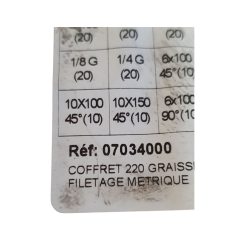 (20) (20)
1/8 G 1/4 G 6x100
(20) (20) 45°(10)
10X100 10X150 6x100
45°(10) 45°(10) 90°(10)
Réf: 07034000
COFFRET 220 GRAISS
FILETAGE METRIQUE